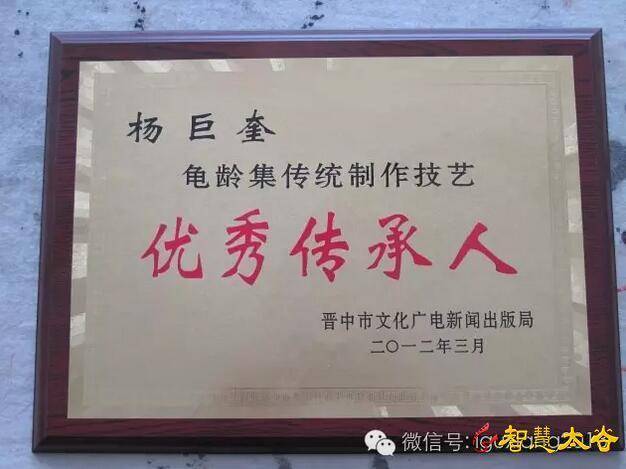 杨巨奎
龟龄集传统制作技艺
优秀传承人
晋中市文化广电新闻出版局
二〇一二年三月
微信号:
智慧太谷